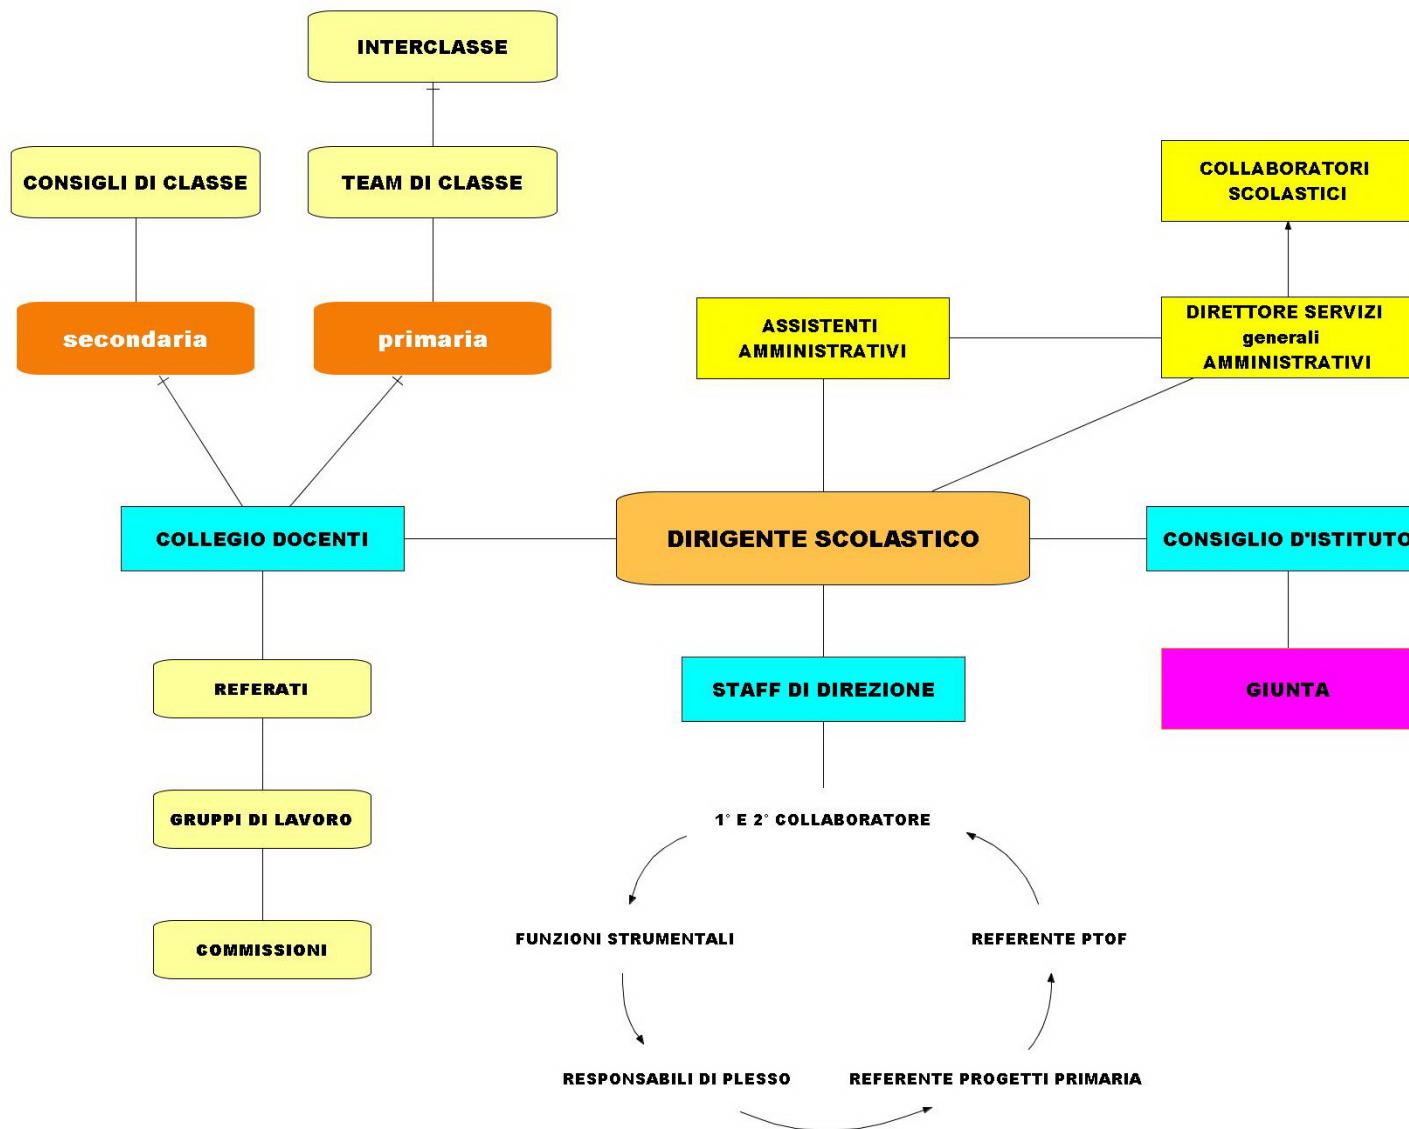 INTERCLASSE
CONSIGLI DI CLASSE
TEAM DI CLASSE
COLLABORATORI
SCOLASTICI
secondaria
primaria
ASSISTENTI
AMMINISTRATIVI
DIRETTORE SERVIZI
generali
AMMINISTRATIVI
COLLEGIO DOCENTI
DIRIGENTE SCOLASTICO
CONSIGLIO D'ISTITUTO
REFERATI
STAFF DI DIREZIONE
GIUNTA
GRUPPI DI LAVORO
1° E 2° COLLABORATORE
COMMISSIONI
FUNZIONI STRUMENTALI
REFERENTE PTOF
RESPONSABILI DI PLESSO
REFERENTE PROGETTI PRIMARIA